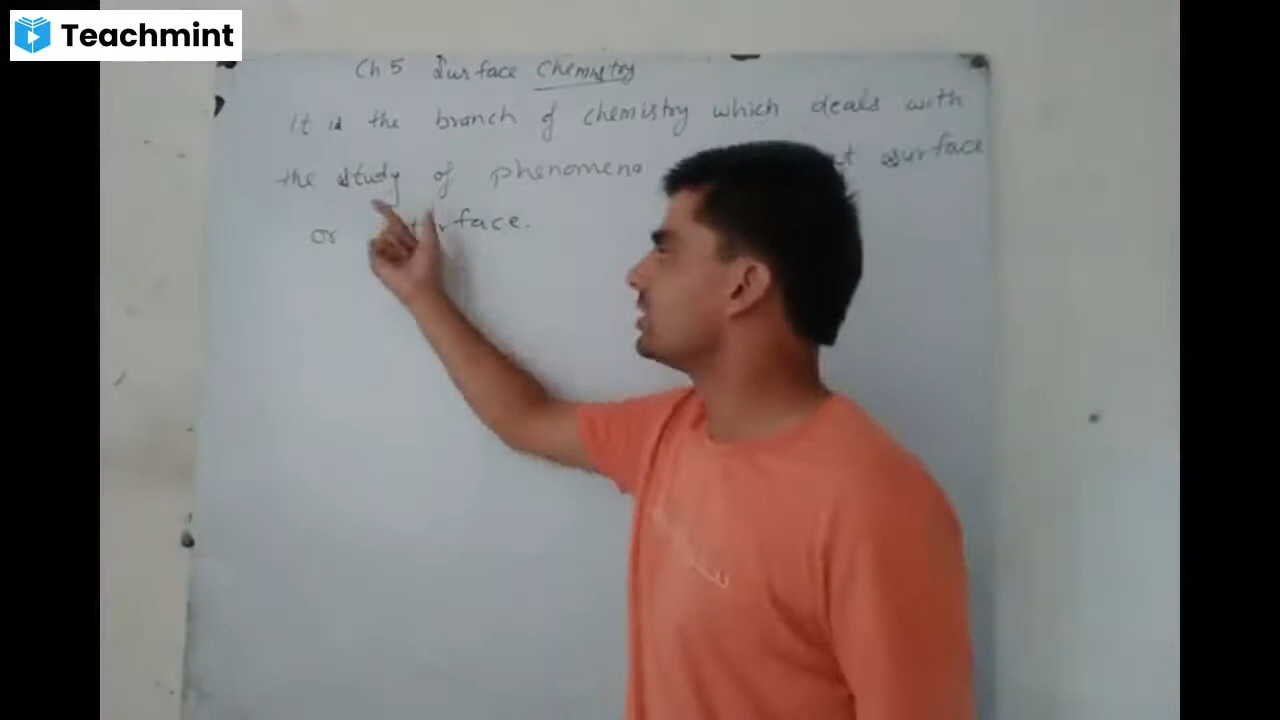 Teachmint
Ch 5 Surface Chemistry
It is the branch of chemistry which deals with
the study of phenomena at surface
or interface.